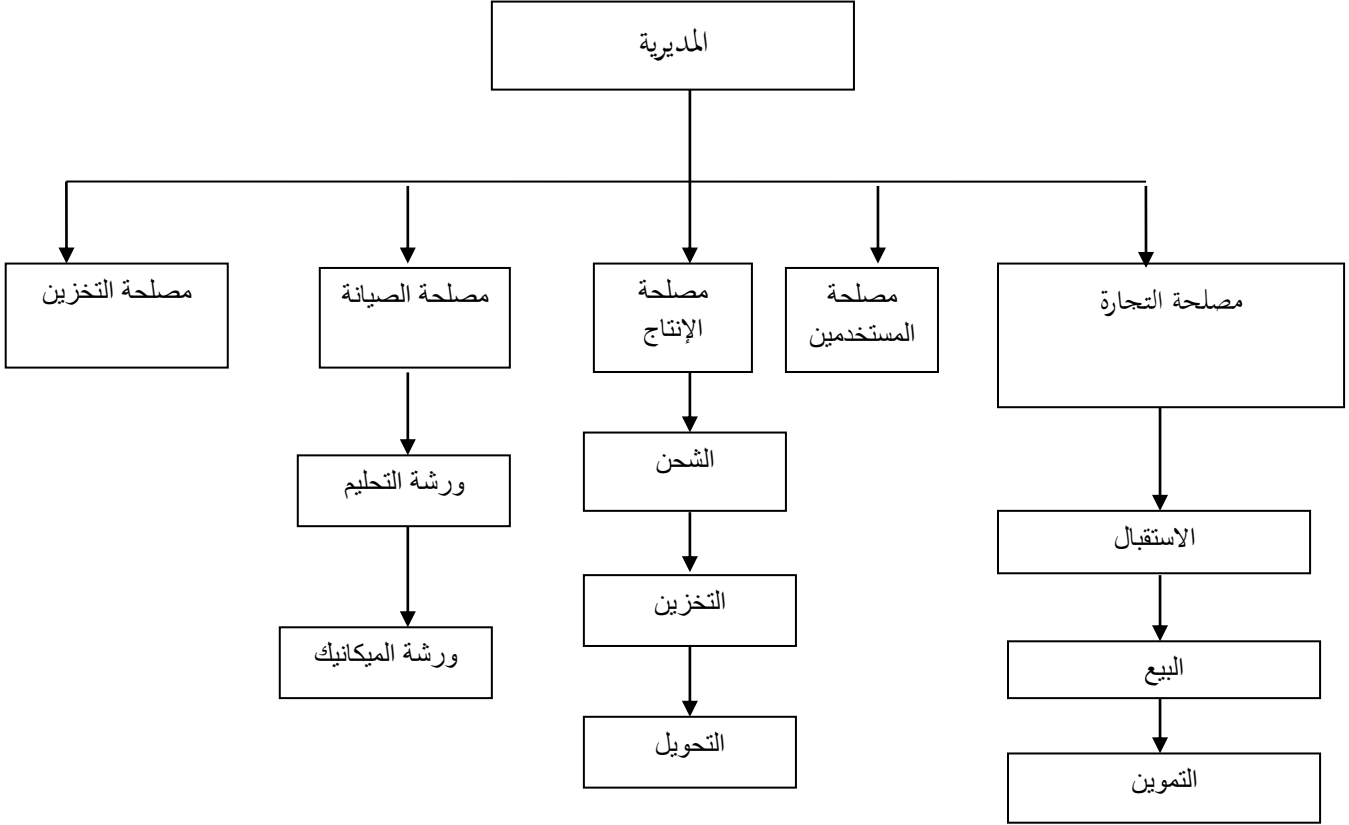 المديرية
مصلحة التجارة
مصلحة
المستخدمين
مصلحة
الإنتاج
مصلحة الصيانة
مصلحة التخزين
الشحن
ورشة التحليم
الاستقبال
التخزين
ورشة الميكانيك
البيع
التحويل
التموين